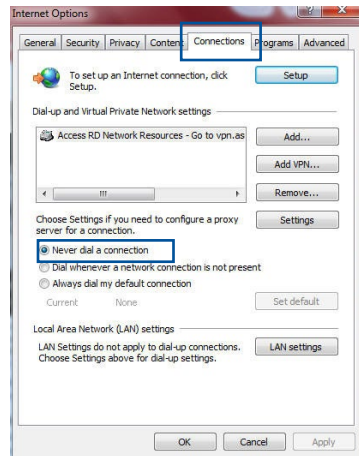 Internet Options
General Security Privacy Content Connections Programs Advanced
To set up an Internet connection, click
Setup.
Setup
Dial-up and Virtual Private Network settings
Access RD Network Resources - Go to vpn.as
Add...
Add VPN...
Remove...
Choose Settings if you need to configure a proxy
server for a connection.
Settings
Never dial a connection
Dial whenever a network connection is not present
Always dial my default connection
Current None
Set default
Local Area Network (LAN) settings
LAN Settings do not apply to dial-up connections.
Choose Settings above for dial-up settings.
LAN settings
OK Cancel Apply